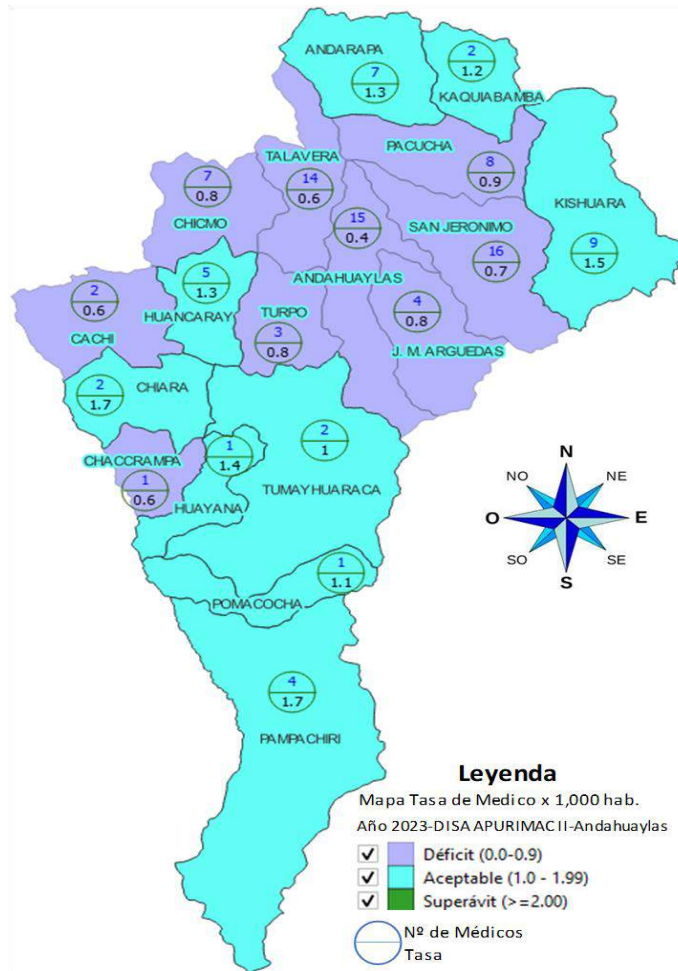 ANDARAPA
7
1.3
2
1.2
KAQUIABAMBA
PACUCHA
8
0.9
TALAVERA
14
0.6
7
0.8
CHICMO
KISHUARA
9
1.5
15
0.4
SAN JERONIMO
16
0.7
ANDAHUAYLAS
5
1.3
HUANCARAY
2
0.6
CACHI
TURPO
3
0.8
4
0.8
J. M. ARGUEDAS
CHIARA
2
1.7
CHACCRAMPA
1
0.6
1
1.4
HUAYANA
2
1
TUMAYHUARACA
1
1.1
POMACOCHA
4
1.7
PAMPACHIRI
N
NO NE
O E
SO SE
S
Leyenda
Mapa Tasa de Medico x 1,000 hab.
Año 2023-DISA APURIMAC II-Andahuaylas
Déficit (0.0-0.9)
Aceptable (1.0 - 1.99)
Superávit (>=2.00)
Nº de Médicos
Tasa